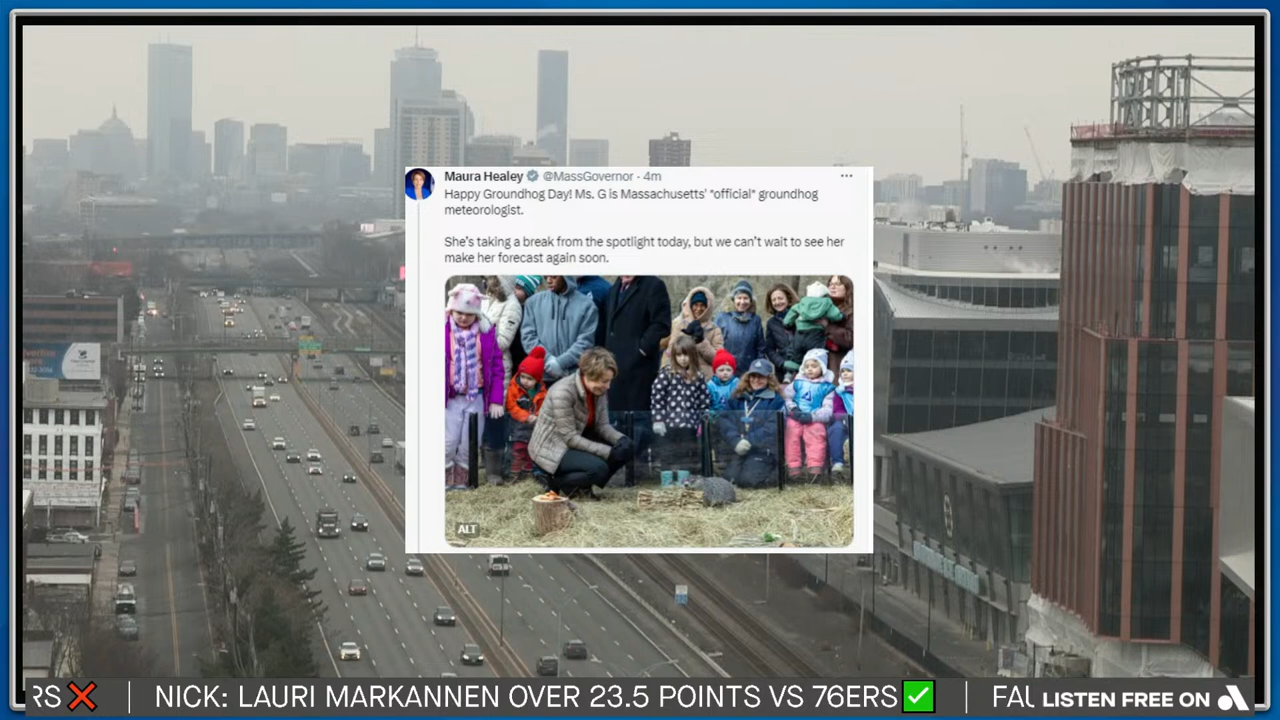 Maura Healey @MassGovernor · 4m
Happy Groundhog Day! Ms. G is Massachusetts' "official" groundhog
meteorologist.
She's taking a break from the spotlight today, but we can't wait to see her
make her forecast again soon.
ALT
RS❌ | NICK: LAURI MARKANNEN OVER 23.5 POINTS VS 76ERS✅ | FAL LISTEN FREE ON